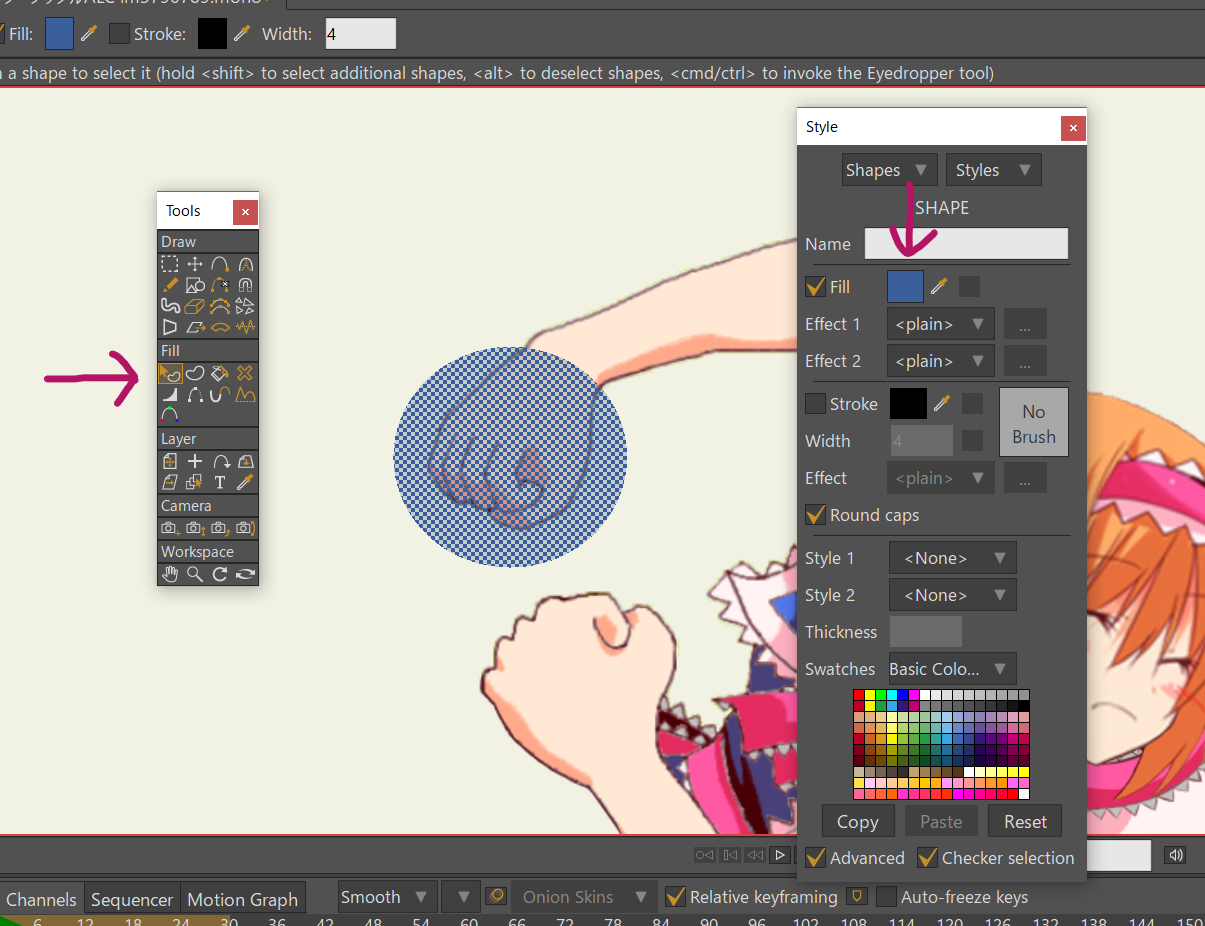 Fill:
Stroke:
Width:
4
a shape to select it (hold <shift> to select additional shapes, <alt> to deselect shapes, <cmd/ctrl> to invoke the Eyedropper tool)
Style
Shapes
Styles
SHAPE
Name
Fill
Effect 1
<plain>
...
Effect 2
<plain>
...
Stroke
No
Brush
Width
4
Effect
<plain>
...
Round caps
Style 1
<None>
Style 2
<None>
Thickness
Swatches
Basic Colo...
Copy
Paste
Reset
Advanced
Checker selection
Tools
Draw
Fill
Layer
T
Camera
Workspace
Channels
Sequencer
Motion Graph
Smooth
Onion Skins
Relative keyframing
Auto-freeze keys
6 12 18 24 30 36 42 48 54 60 66 72 78 84 90 96 102 108 114 120 126 132 138 144 150